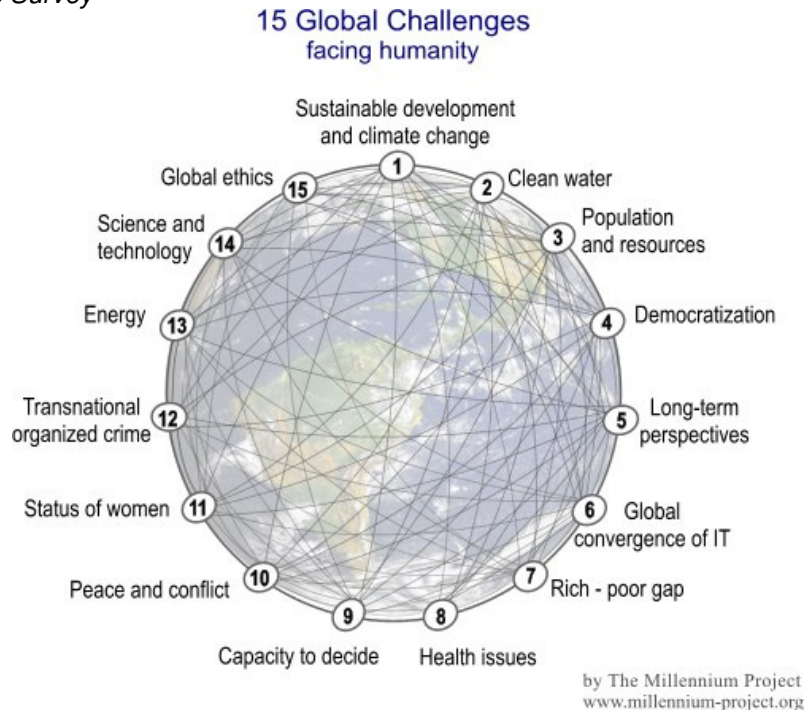 Survey
15 Global Challenges
facing humanity
Sustainable development
and climate change
1
2
Clean water
3
Population
and resources
4
Democratization
5
Long-term
perspectives
6
Global
convergence of IT
7
Rich - poor gap
8
Health issues
9
Capacity to decide
10
Peace and conflict
11
Status of women
12
Transnational
organized crime
13
Energy
14
Science and
technology
15
Global ethics
by The Millennium Project
www.millennium-project.org